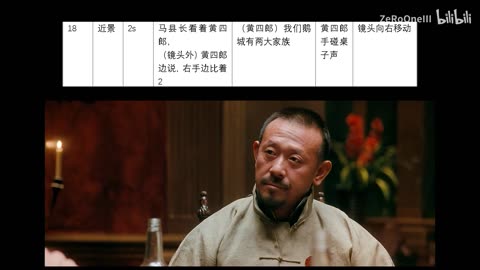 ZeRoOneIII bilibili
18 近景 2s 马县长看着黄四郎, (黄四郎)我们鹅 黄四郎 镜头向右移动
(镜头外)黄四郎 城有两大家族 手碰桌
边说,右手边比着 子声
2